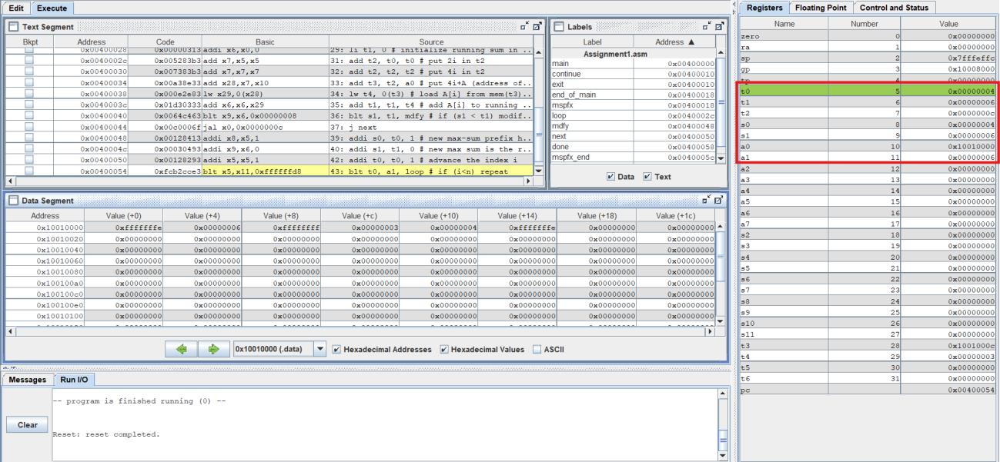 Edit Execute
Text Segment
Bkpt Address Code Basic Source
0x00400028 0x00000313 addi x6,x0,0 29: li t1, 0 # initialize running sum in ..
0x0040002c 0x005283b3 add x7,x5,x5 31: add t2, t0, t0 # put 2i in t2
0x00400030 0x007383b3 add x7,x7,x7 32: add t2, t2, t2 # put 4i in t2
0x00400034 0x00a38e33 add x28,x7,x10 33: add t3, t2, a0 # put 4i+A (address of..
0x00400038 0x000e2e83 lw x29,0(x28) 34: lw t4, 0(t3) # load A[i] from mem(t3)..
0x0040003c 0x01d30333 add x6,x6,x29 35: add t1, t1, t4 # add A[i] to running ..
0x00400040 0x0064c463 blt x9,x6,0x00000008 36: blt s1, t1, mdfy # if (s1 < t1) modif..
0x00400044 0x00c0006f jal x0,0x0000000c 37: j next
0x00400048 0x00128413 addi x8,x5,1 39: addi s0, t0, 1 # new max-sum prefix h..
0x0040004c 0x00030493 addi x9,x6,0 40: addi s1, t1, 0 # new max sum is the r..
0x00400050 0x00128293 addi x5,x5,1 42: addi t0, t0, 1 # advance the index i
0x00400054 0xfcb2cce3 blt x5,x11,0xffffffd8 43: blt t0, a1, loop # if (i<n) repeat
Labels
Label Address ▲
Assignment1.asm
main 0x00400000
continue 0x00400010
exit 0x00400010
end_of_main 0x00400018
mspfx 0x00400018
loop 0x0040002c
mdfy 0x00400048
next 0x00400050
done 0x00400058
mspfx_end 0x0040005c
Data Text
Data Segment
Address Value (+0) Value (+4) Value (+8) Value (+c) Value (+10) Value (+14) Value (+18) Value (+1c)
0x10010000 0xfffffffe 0x00000006 0xffffffff 0x00000003 0x00000004 0xfffffffe 0x00000000 0x00000000
0x10010020 0x00000000 0x00000000 0x00000000 0x00000000 0x00000000 0x00000000 0x00000000 0x00000000
0x10010040 0x00000000 0x00000000 0x00000000 0x00000000 0x00000000 0x00000000 0x00000000 0x00000000
0x10010060 0x00000000 0x00000000 0x00000000 0x00000000 0x00000000 0x00000000 0x00000000 0x00000000
0x10010080 0x00000000 0x00000000 0x00000000 0x00000000 0x00000000 0x00000000 0x00000000 0x00000000
0x100100a0 0x00000000 0x00000000 0x00000000 0x00000000 0x00000000 0x00000000 0x00000000 0x00000000
0x100100c0 0x00000000 0x00000000 0x00000000 0x00000000 0x00000000 0x00000000 0x00000000 0x00000000
0x100100e0 0x00000000 0x00000000 0x00000000 0x00000000 0x00000000 0x00000000 0x00000000 0x00000000
0x10010100 0x00000000 0x00000000 0x00000000 0x00000000 0x00000000 0x00000000 0x00000000 0x00000000
0x10010000 (.data) Hexadecimal Addresses Hexadecimal Values ASCII
Messages Run I/O
-- program is finished running (0) --
Clear
Reset: reset completed.
Registers Floating Point Control and Status
Name Number Value
zero 0 0x00000000
ra 1 0x00000000
sp 2 0x7fffeffc
gp 3 0x10008000
tp 4 0x00000000
t0 5 0x00000004
t1 6 0x00000006
t2 7 0x0000000c
s0 8 0x00000004
s1 9 0x00000006
a0 10 0x10010000
a1 11 0x00000006
a2 12 0x00000000
a3 13 0x00000000
a4 14 0x00000000
a5 15 0x00000000
a6 16 0x00000000
a7 17 0x00000000
s2 18 0x00000000
s3 19 0x00000000
s4 20 0x00000000
s5 21 0x00000000
s6 22 0x00000000
s7 23 0x00000000
s8 24 0x00000000
s9 25 0x00000000
s10 26 0x00000000
s11 27 0x00000000
t3 28 0x1001000c
t4 29 0x00000003
t5 30 0x00000000
t6 31 0x00000000
pc 0x00400054